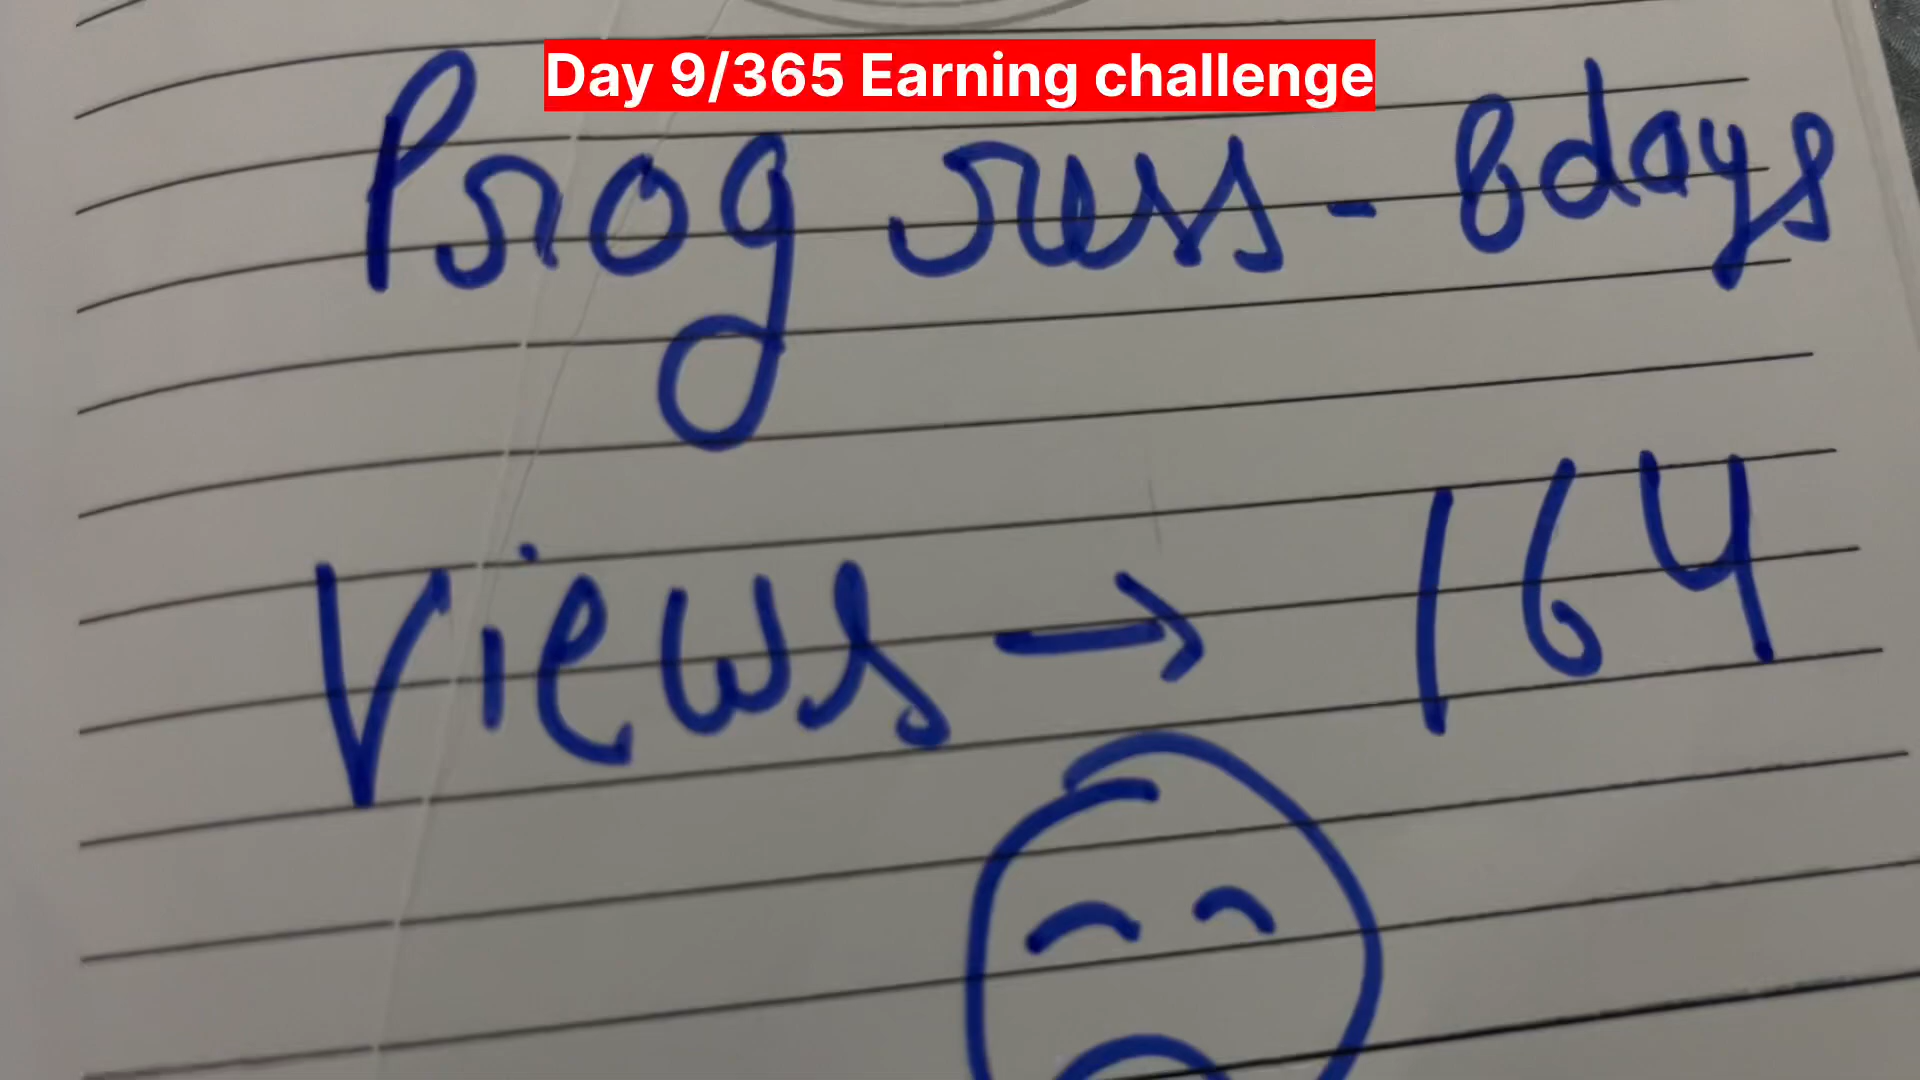 Day 9/365 Earning challenge
Progress - 8days
Views → 164